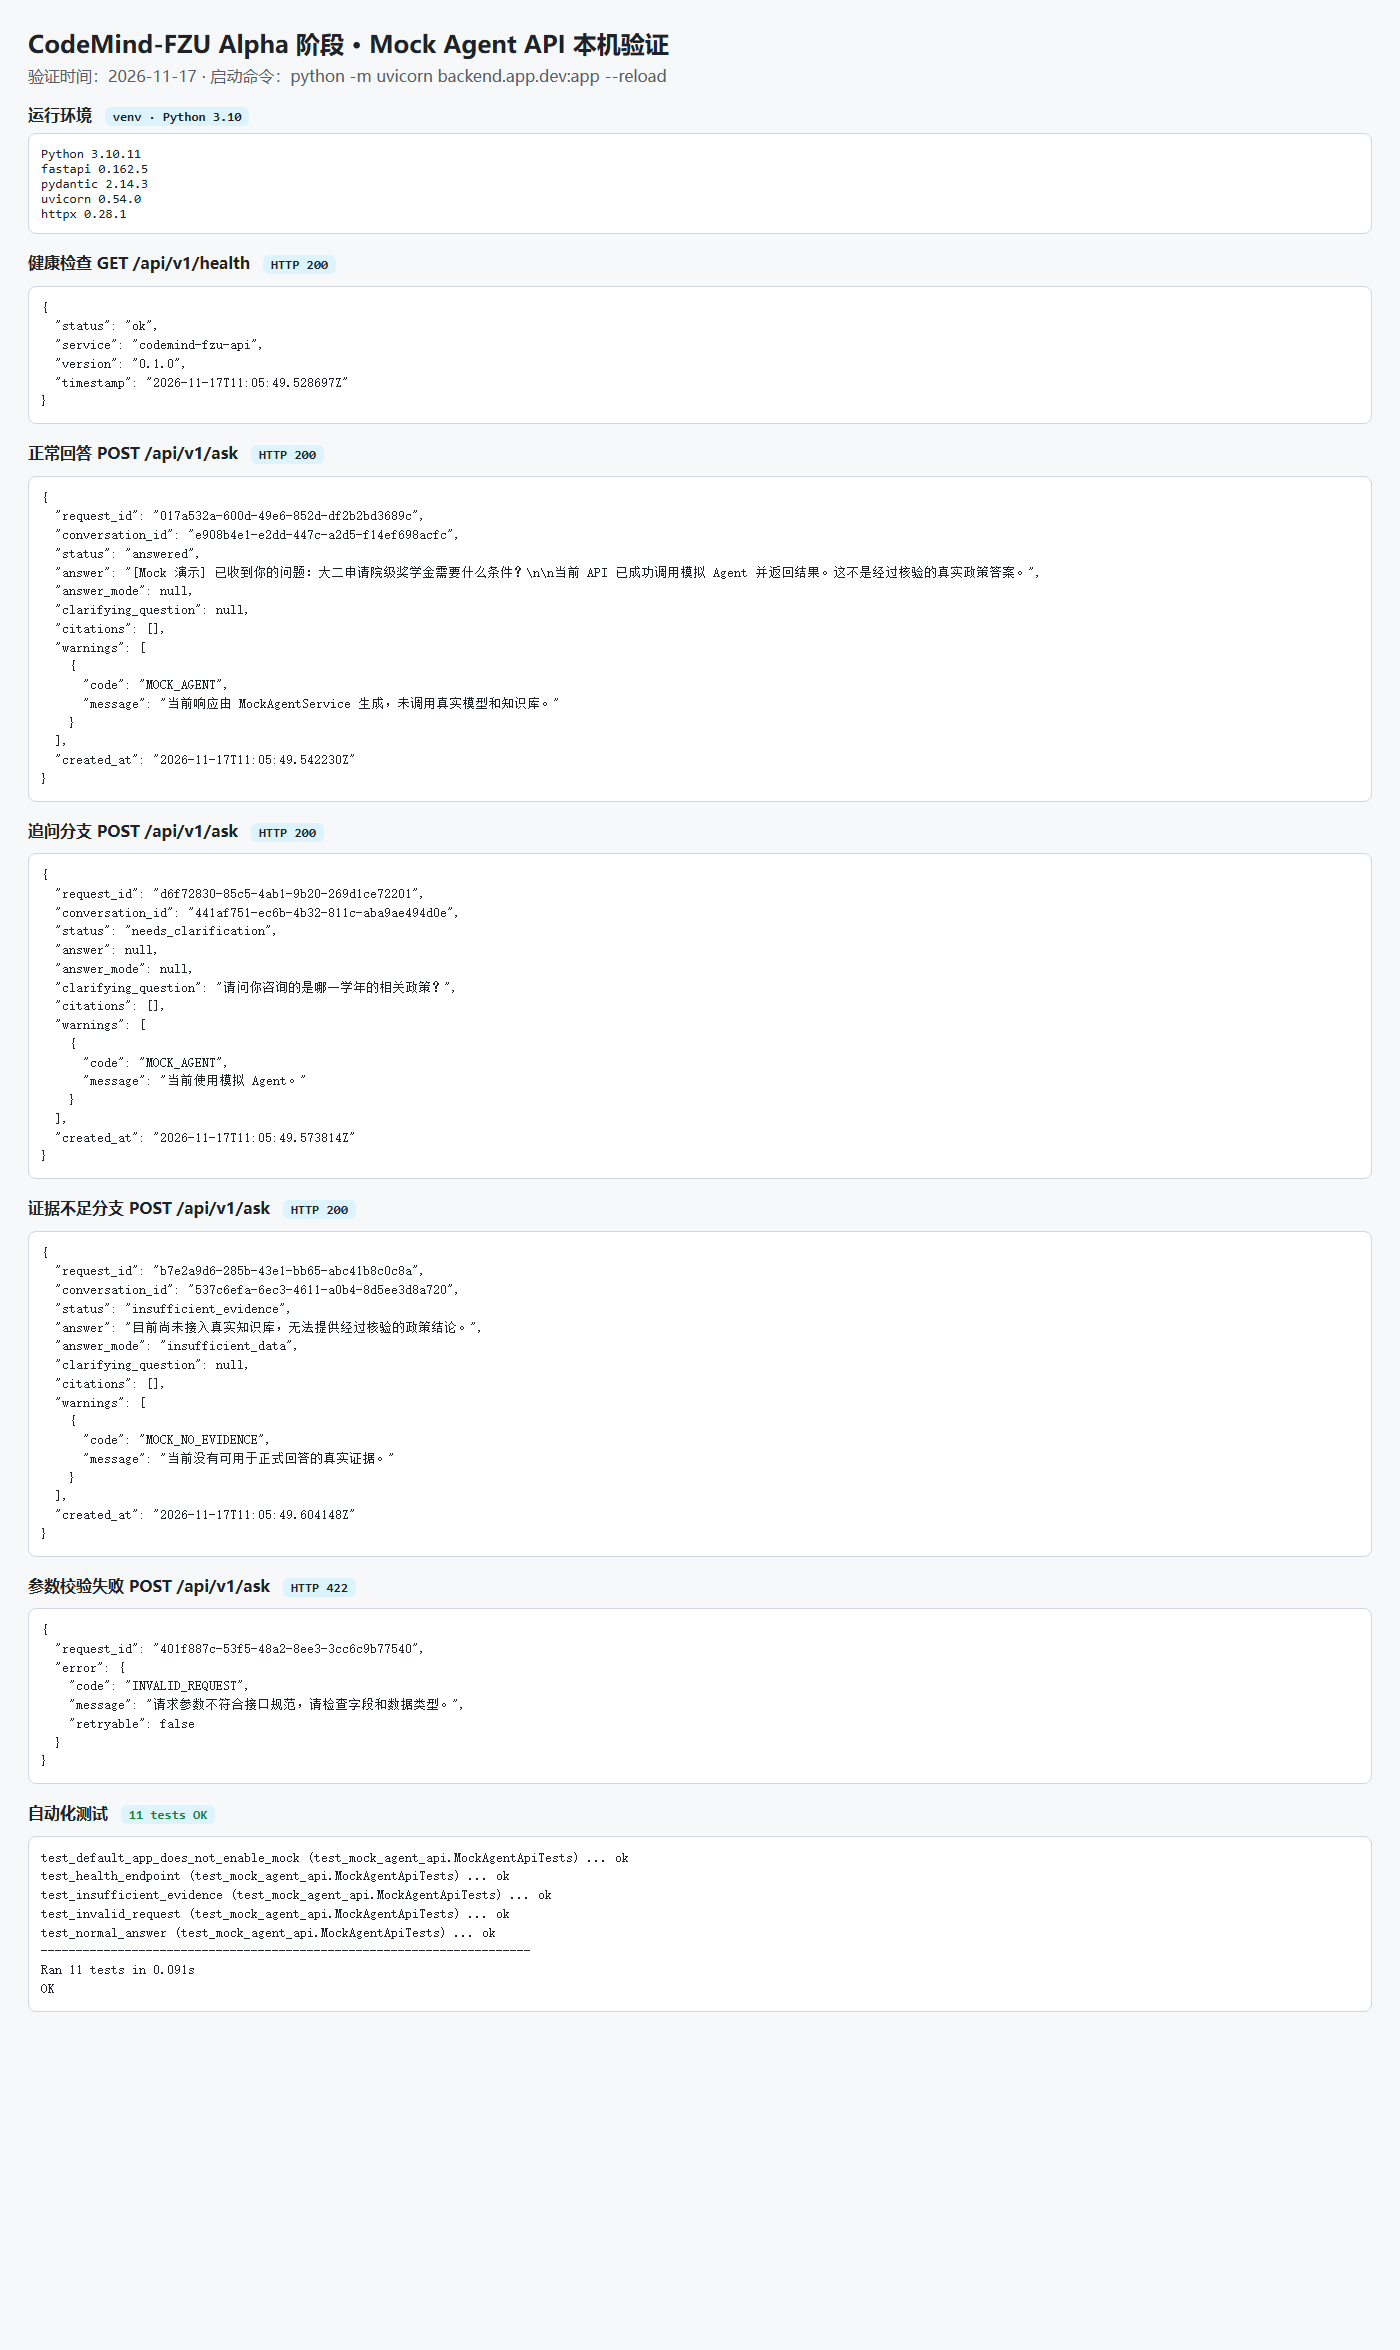 CodeMind-FZU Alpha 阶段 · Mock Agent API 本机验证
验证时间：2026-11-17 · 启动命令：python -m uvicorn backend.app.dev:app --reload
运行环境 venv · Python 3.10
Python 3.10.11
fastapi 0.162.5
pydantic 2.14.3
uvicorn 0.54.0
httpx 0.28.1
健康检查 GET /api/v1/health HTTP 200
{
  "status": "ok",
  "service": "codemind-fzu-api",
  "version": "0.1.0",
  "timestamp": "2026-11-17T11:05:49.528697Z"
}
正常回答 POST /api/v1/ask HTTP 200
{
  "request_id": "017a532a-600d-49e6-852d-df2b2bd3689c",
  "conversation_id": "e908b4e1-e2dd-447c-a2d5-f14ef698acfc",
  "status": "answered",
  "answer": "[Mock 演示] 已收到你的问题：大二申请院级奖学金需要什么条件？\n\n当前 API 已成功调用模拟 Agent 并返回结果。这不是经过核验的真实政策答案。",
  "answer_mode": null,
  "clarifying_question": null,
  "citations": [],
  "warnings": [
    {
      "code": "MOCK_AGENT",
      "message": "当前响应由 MockAgentService 生成，未调用真实模型和知识库。"
    }
  ],
  "created_at": "2026-11-17T11:05:49.542230Z"
}
追问分支 POST /api/v1/ask HTTP 200
{
  "request_id": "d6f72830-85c5-4ab1-9b20-269d1ce72201",
  "conversation_id": "441af751-ec6b-4b32-811c-aba9ae494d0e",
  "status": "needs_clarification",
  "answer": null,
  "answer_mode": null,
  "clarifying_question": "请问你咨询的是哪一学年的相关政策？",
  "citations": [],
  "warnings": [
    {
      "code": "MOCK_AGENT",
      "message": "当前使用模拟 Agent。"
    }
  ],
  "created_at": "2026-11-17T11:05:49.573814Z"
}
证据不足分支 POST /api/v1/ask HTTP 200
{
  "request_id": "b7e2a9d6-285b-43e1-bb65-abc41b8c0c8a",
  "conversation_id": "537c6efa-6ec3-4611-a0b4-8d5ee3d8a720",
  "status": "insufficient_evidence",
  "answer": "目前尚未接入真实知识库，无法提供经过核验的政策结论。",
  "answer_mode": "insufficient_data",
  "clarifying_question": null,
  "citations": [],
  "warnings": [
    {
      "code": "MOCK_NO_EVIDENCE",
      "message": "当前没有可用于正式回答的真实证据。"
    }
  ],
  "created_at": "2026-11-17T11:05:49.604148Z"
}
参数校验失败 POST /api/v1/ask HTTP 422
{
  "request_id": "401f887c-53f5-48a2-8ee3-3cc6c9b77540",
  "error": {
    "code": "INVALID_REQUEST",
    "message": "请求参数不符合接口规范，请检查字段和数据类型。",
    "retryable": false
  }
}
自动化测试 11 tests OK
test_default_app_does_not_enable_mock (test_mock_agent_api.MockAgentApiTests) ... ok
test_health_endpoint (test_mock_agent_api.MockAgentApiTests) ... ok
test_insufficient_evidence (test_mock_agent_api.MockAgentApiTests) ... ok
test_invalid_request (test_mock_agent_api.MockAgentApiTests) ... ok
test_normal_answer (test_mock_agent_api.MockAgentApiTests) ... ok
----------------------------------------------------------------------
Ran 11 tests in 0.091s
OK